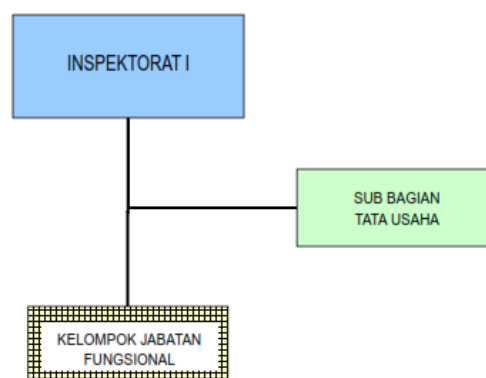 INSPEKTORAT I
SUB BAGIAN
TATA USAHA
KELOMPOK JABATAN
FUNGSIONAL